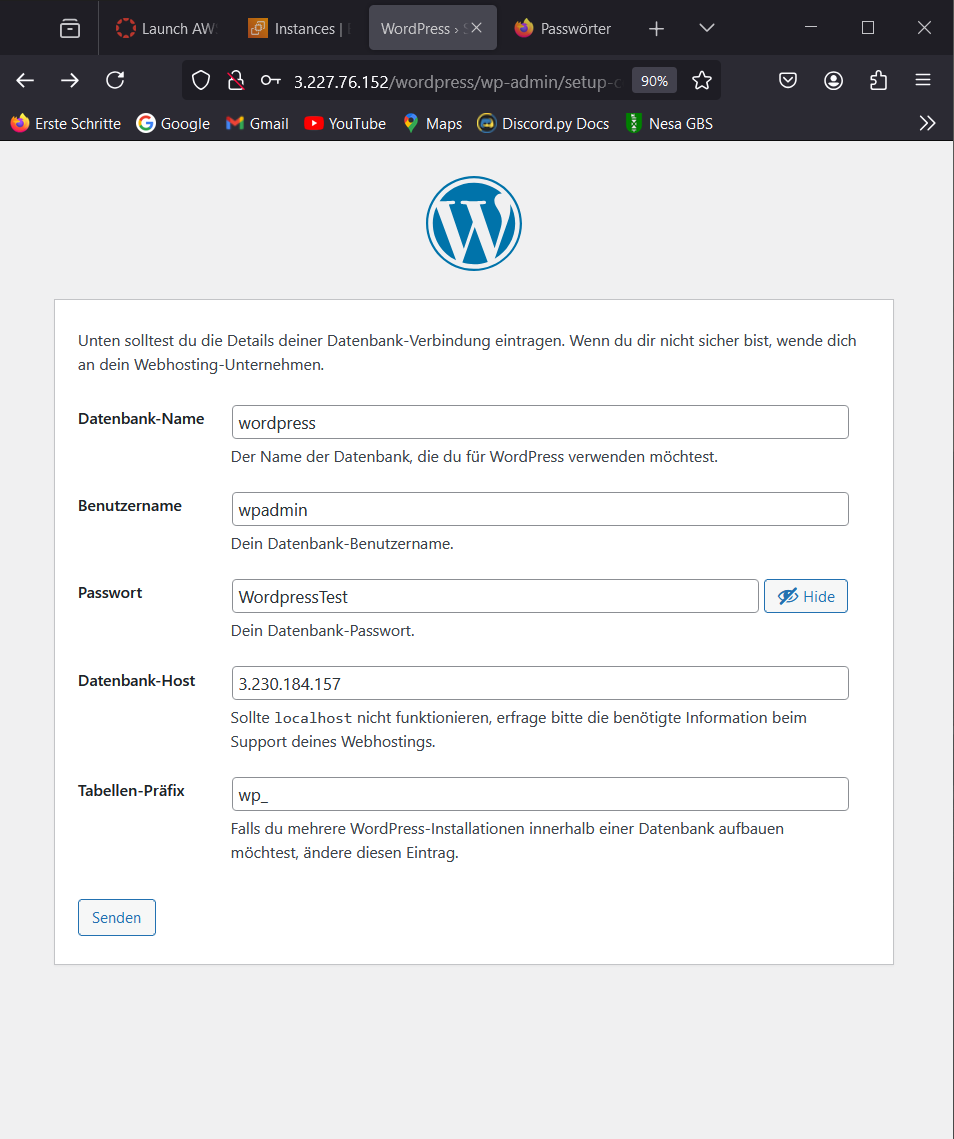 Launch AW
Instances |
WordPress ›
Passwörter
3.227.76.152/wordpress/wp-admin/setup-c
90%
Erste Schritte
Google
Gmail
YouTube
Maps
Discord.py Docs
Nesa GBS
Unten solltest du die Details deiner Datenbank-Verbindung eintragen. Wenn du dir nicht sicher bist, wende dich
an dein Webhosting-Unternehmen.
Datenbank-Name
wordpress
Der Name der Datenbank, die du für WordPress verwenden möchtest.
Benutzername
wpadmin
Dein Datenbank-Benutzername.
Passwort
WordpressTest
Hide
Dein Datenbank-Passwort.
Datenbank-Host
3.230.184.157
Sollte localhost nicht funktionieren, erfrage bitte die benötigte Information beim
Support deines Webhostings.
Tabellen-Präfix
wp_
Falls du mehrere WordPress-Installationen innerhalb einer Datenbank aufbauen
möchtest, ändere diesen Eintrag.
Senden